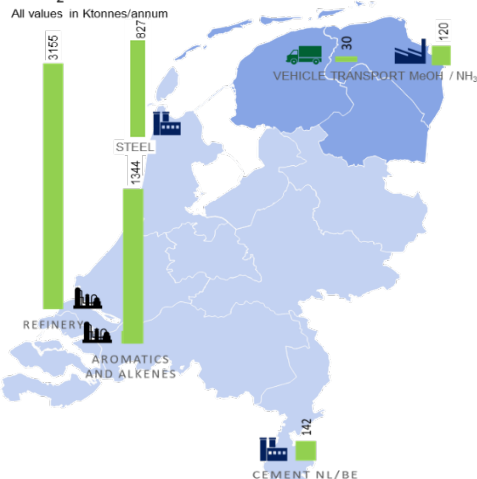 2
All values in Ktonnes/annum
3155
827
30
120
VEHICLE TRANSPORT MeOH / NH₃
STEEL
1344
REFINERY
AROMATICS
AND ALKENES
142
CEMENT NL/BE